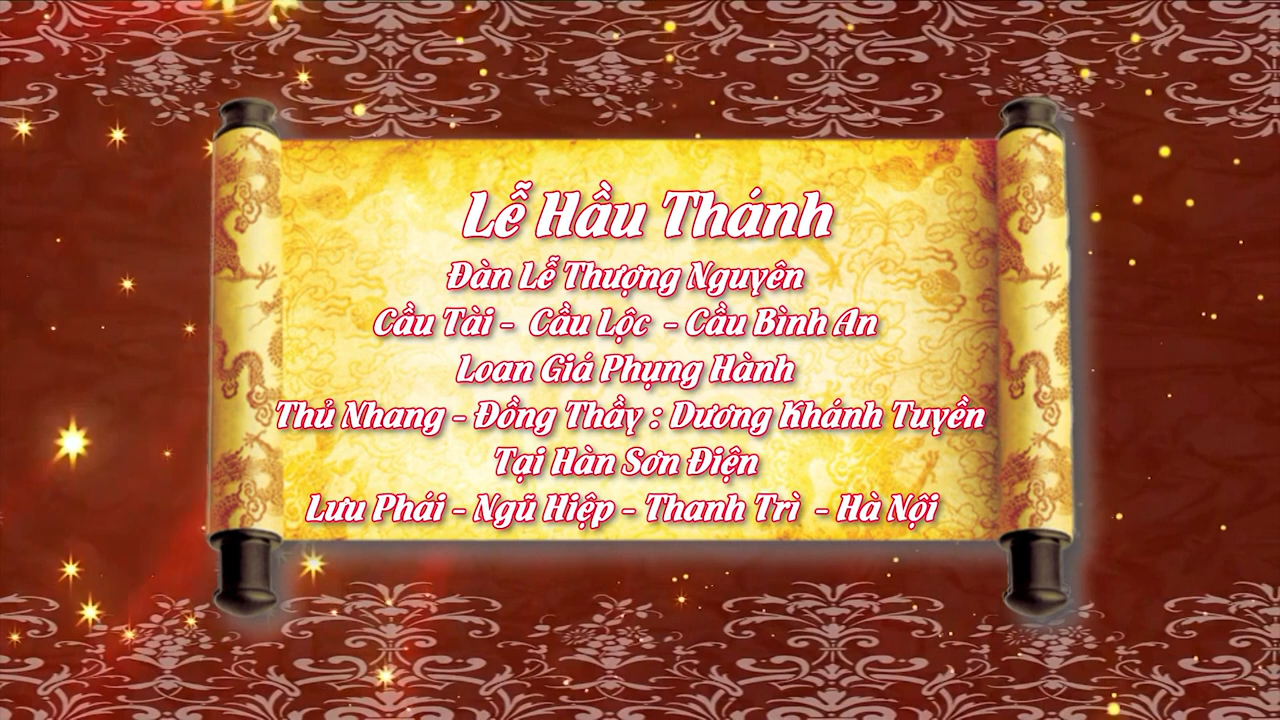 Lễ Hầu Thánh
Đàn Lễ Thượng Nguyên
Cầu Tài - Cầu Lộc - Cầu Bình An
Loan Giá Phụng Hành
Thủ Nhang - Đồng Thầy : Dương Khánh Tuyền
Tại Hàn Sơn Điện
Lưu Phái - Ngũ Hiệp - Thanh Trì - Hà Nội